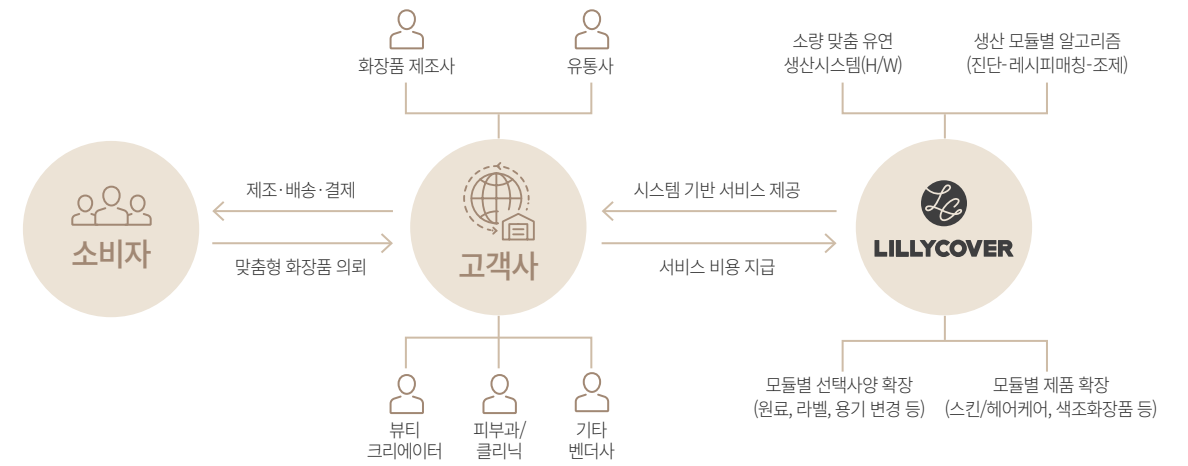 화장품 제조사
유통사
소량 맞춤 유연
생산시스템(H/W)
생산 모듈별 알고리즘
(진단-레시피매칭-조제)
소비자
제조·배송·결제
맞춤형 화장품 의뢰
고객사
시스템 기반 서비스 제공
서비스 비용 지급
LC
LILLYCOVER
뷰티
크리에이터
피부과/
클리닉
기타
벤더사
모듈별 선택사양 확장
(원료, 라벨, 용기 변경 등)
모듈별 제품 확장
(스킨/헤어케어, 색조화장품 등)